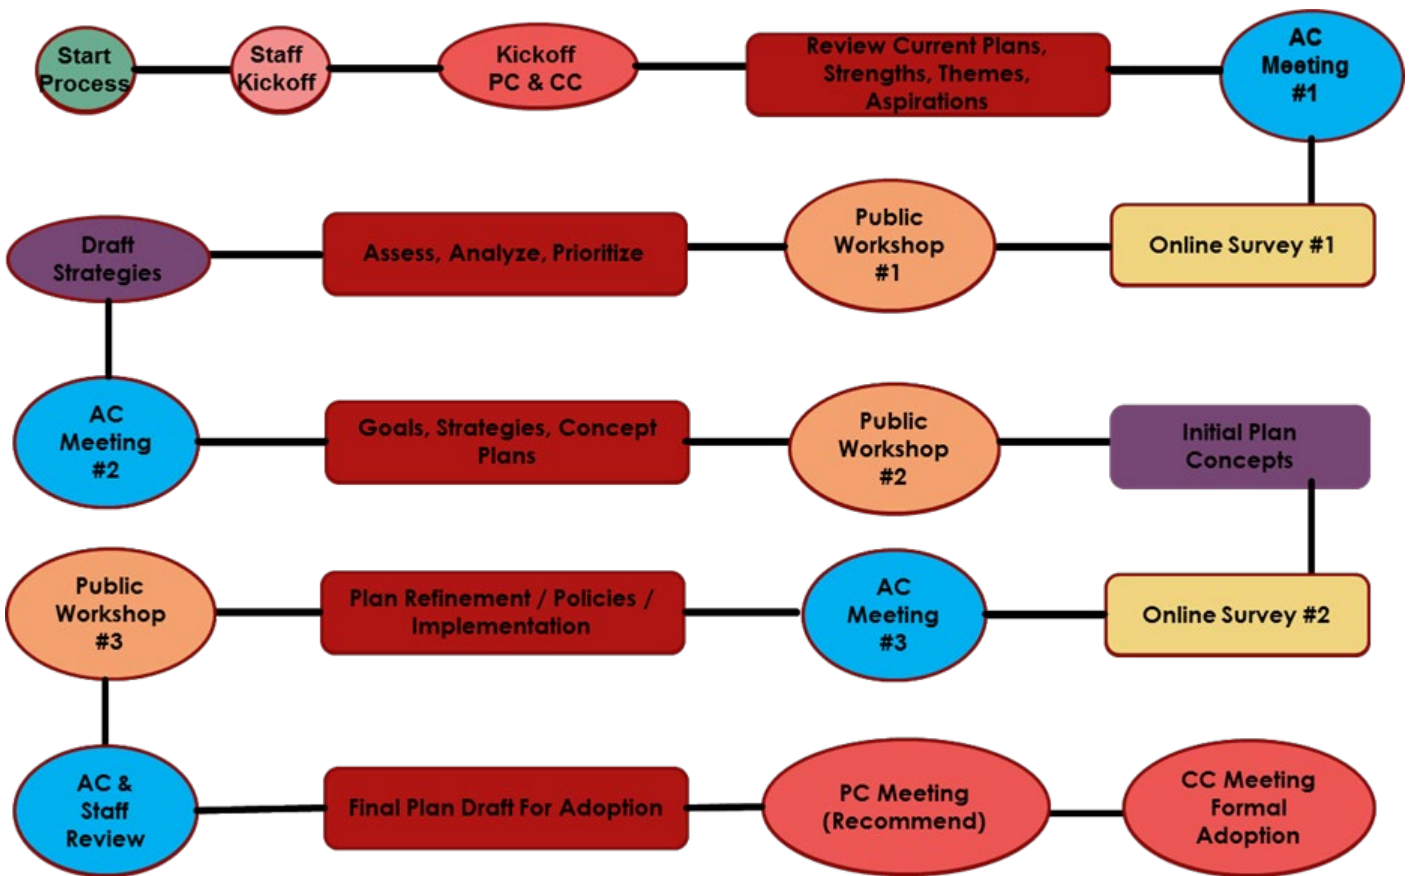 Start
Process
Staff
Kickoff
Kickoff
PC & CC
Review Current Plans,
Strengths, Themes,
Aspirations
AC
Meeting
#1
Draft
Strategies
Assess, Analyze, Prioritize
Public
Workshop
#1
Online Survey #1
AC
Meeting
#2
Goals, Strategies, Concept
Plans
Public
Workshop
#2
Initial Plan
Concepts
Public
Workshop
#3
Plan Refinement / Policies /
Implementation
AC
Meeting
#3
Online Survey #2
AC &
Staff
Review
Final Plan Draft For Adoption
PC Meeting
(Recommend)
CC Meeting
Formal
Adoption